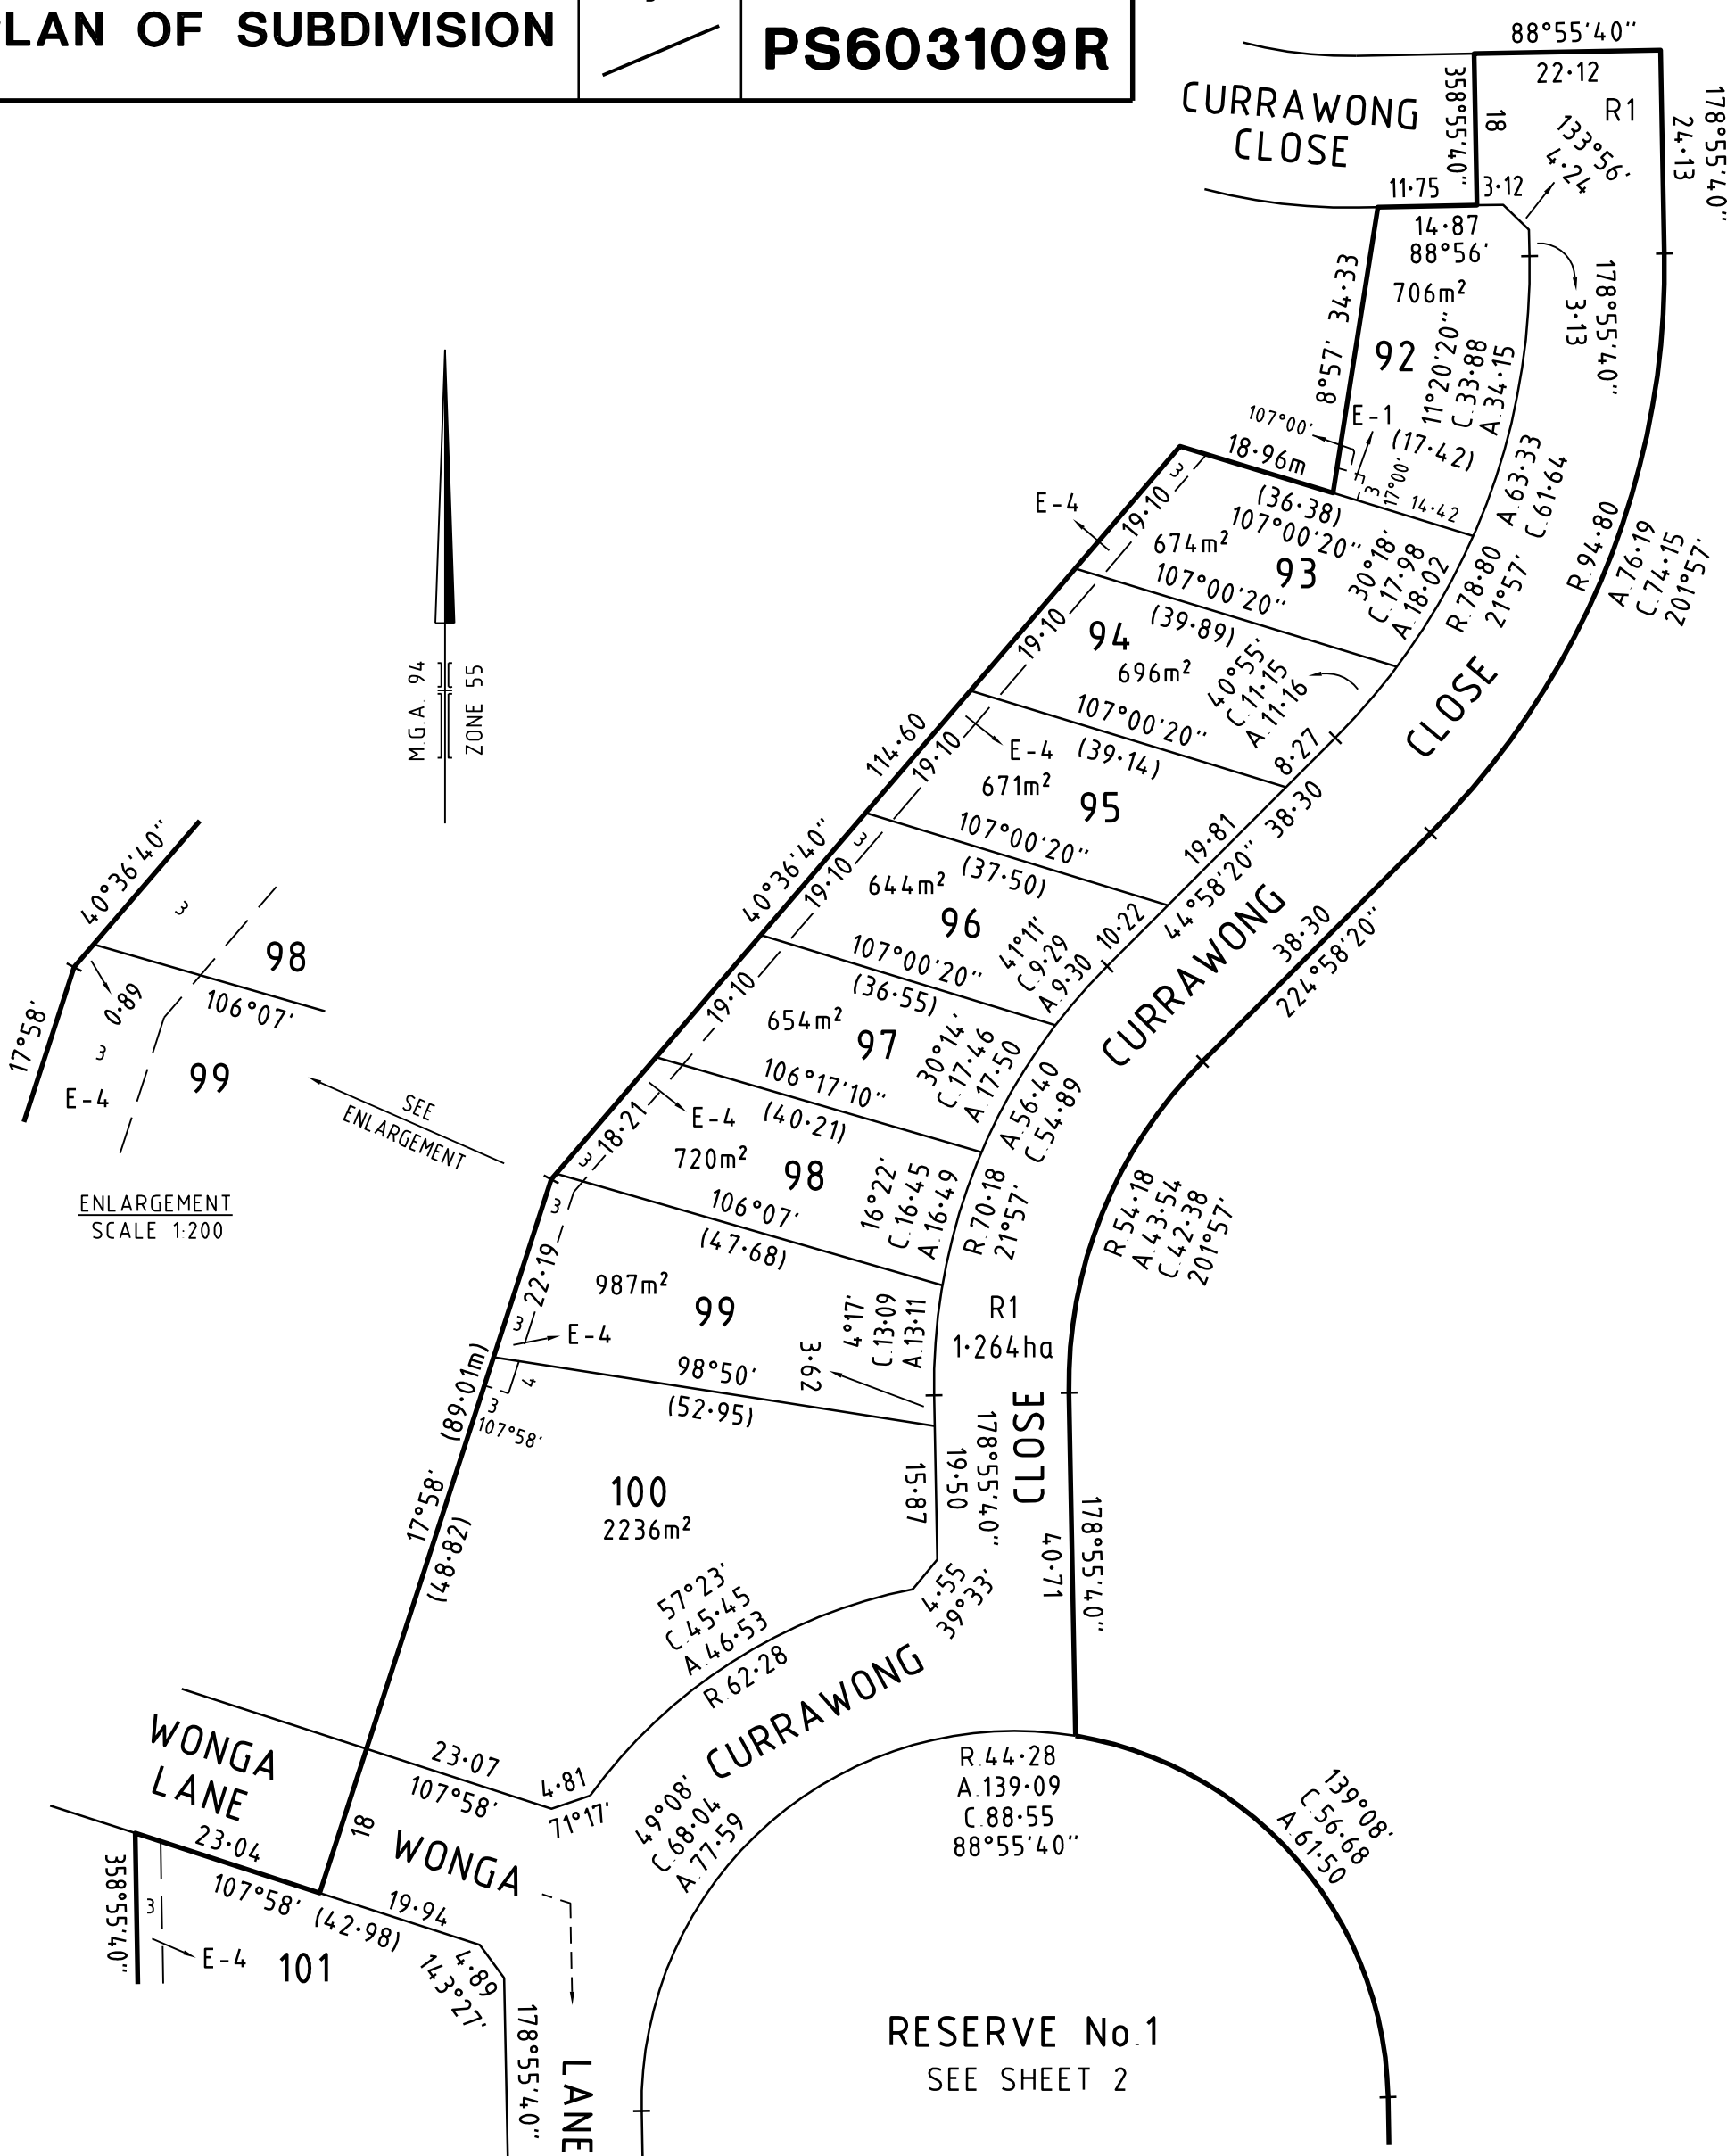 LAN OF SUBDIVISION
PS603109R
88°55'40"
22·12
R1
358°55'40"
18
178°55'40"
24·13
CURRAWONG
CLOSE
133°56'
4·24
11·75
3·12
14·87
88°56'
706m²
92
8°57' 34·33
11°20'20"
C.33·88
A.34·15
178°55'40"
3·13
107°00'
E-1
(17·42)
18·96m
3
17°00'
14·42
E-4
3
19·10
(36·38)
107°00'20"
674m²
93
30°18'
C.17·98
A.18·02
R.78·80 A.63·33
21°57' C.61·64
R.94·80
A.76·19
C.74·15
201°57'
107°00'20"
(39·89)
19·10
94
696m²
40°55'
C.11·15
A.11·16
CLOSE
107°00'20"
(39·14)
114·60
40°36'40"
19·10
E-4
671m²
95
8·27
19·81
38·30
44°58'20"
107°00'20"
(37·50)
3
19·10
644m²
96
41°11'
C.9·29
A.9·30
10·22
CURRAWONG
38·30
224°58'20"
107°00'20"
(36·55)
19·10
654m²
97
30°14'
C.17·46
A.17·50
106°17'10"
(40·21)
E-4
3
18·21
720m²
98
16°22'
C.16·45
A.16·49
A.56·40
C.54·89
R.70·18
21°57'
R.54·18
A.43·54
C.42·38
201°57'
106°07'
(47·68)
3
22·19
987m²
99
3
E-4
4°17'
C.13·09
A.13·11
3·62
R1
1·264ha
98°50'
(52·95)
4
3
107°58'
(89·01m)
17°58'
(48·82)
100
2236m²
15·87
19·50
178°55'40"
CLOSE
40·71
178°55'40"
4·55
39°33'
57°23'
C.45·45
A.46·53
R.62·28
CURRAWONG
M.G.A. 94
ZONE 55
40°36'40"
3
98
0·89
106°07'
17°58'
3
E-4
99
SEE
ENLARGEMENT
ENLARGEMENT
SCALE 1:200
WONGA
LANE
23·07
107°58'
4·81
71°17'
23·04
107°58' (42·98)
18
WONGA
19·94
4·89
143°27'
358°55'40"
3
E-4
101
178°55'40"
LANE
49°08'
C.68·04
A.77·59
R.44·28
A.139·09
C.88·55
88°55'40"
139°08'
C.56·68
A.61·50
RESERVE No.1
SEE SHEET 2